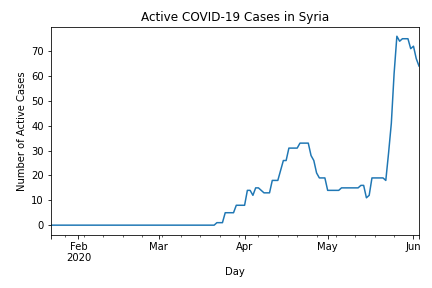 Active COVID-19 Cases in Syria
Number of Active Cases
70
60
50
40
30
20
10
0
Feb
2020
Mar
Apr
May
Jun
Day